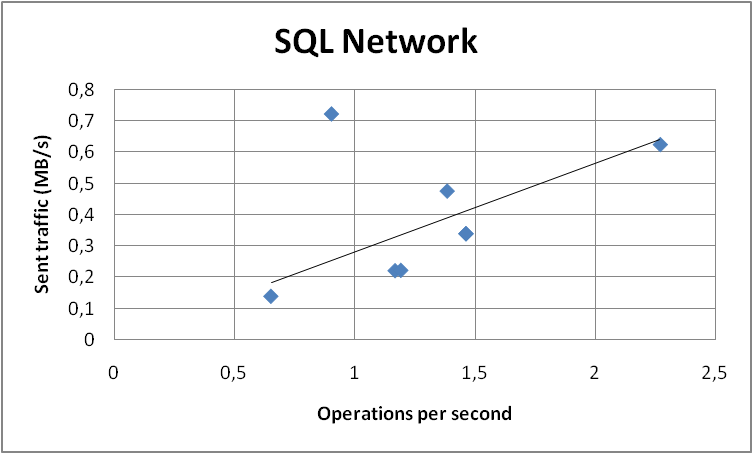 SQL Network
Sent traffic (MB/s)
0,8
0,7
0,6
0,5
0,4
0,3
0,2
0,1
0
0 0,5 1 1,5 2 2,5
Operations per second